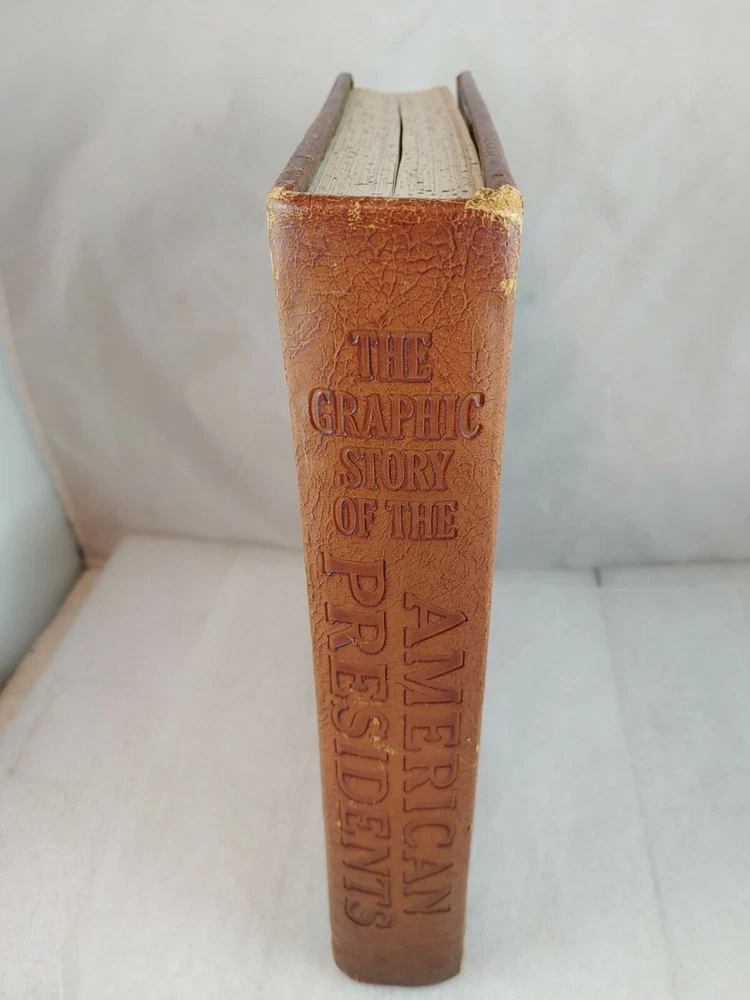 THE
GRAPHIC
STORY
OF THE
AMERICAN
PRESIDENTS